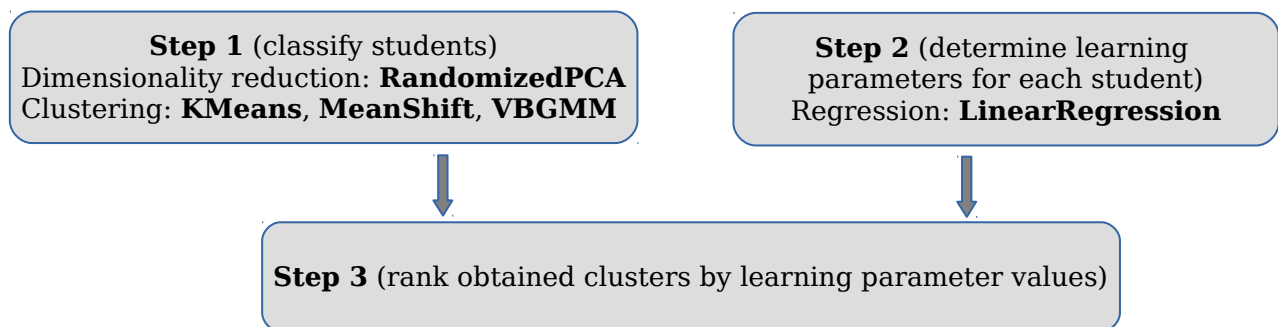 Step 1 (classify students)
Dimensionality reduction: RandomizedPCA
Clustering: KMeans, MeanShift, VBGMM
Step 2 (determine learning
parameters for each student)
Regression: LinearRegression
Step 3 (rank obtained clusters by learning parameter values)